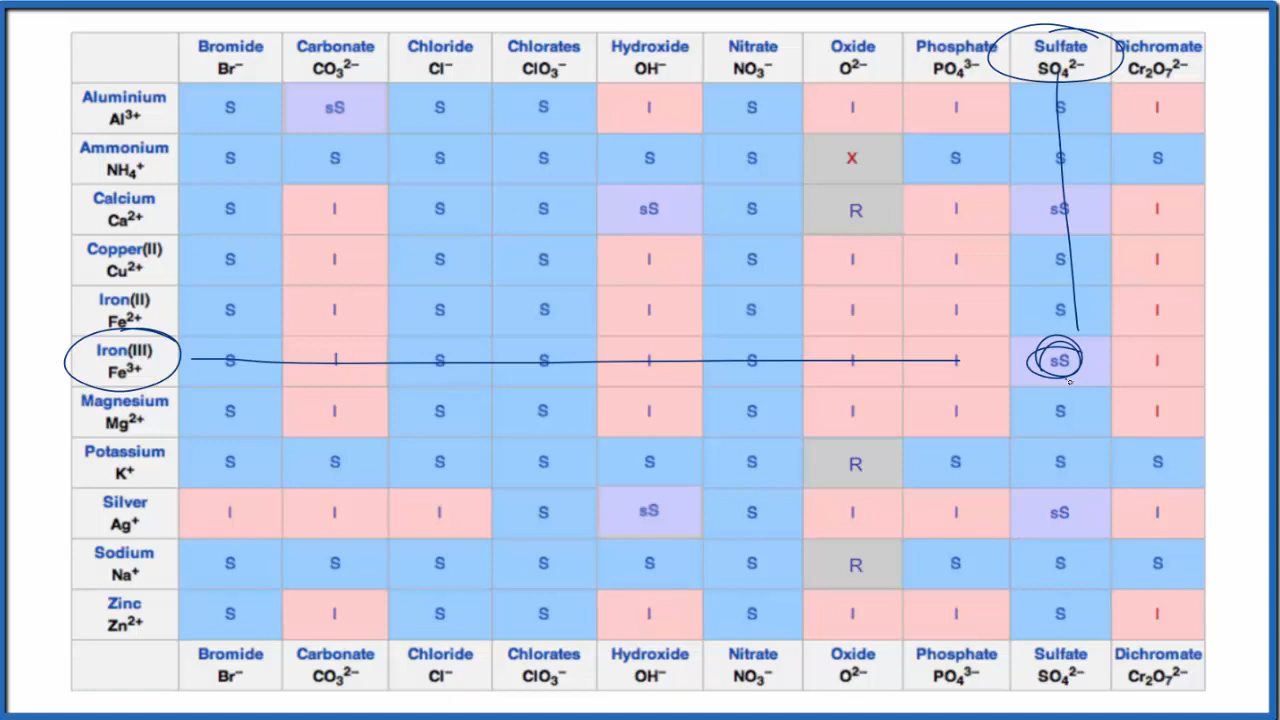 Bromide Carbonate Chloride Chlorates Hydroxide Nitrate Oxide Phosphate Sulfate Dichromate
Br⁻ CO₃²⁻ Cl⁻ ClO₃⁻ OH⁻ NO₃⁻ O²⁻ PO₄³⁻ SO₄²⁻ Cr₂O₇²⁻
Aluminium
Al³⁺ S sS S S I S I I S I
Ammonium
NH₄⁺ S S S S S S X S S S
Calcium
Ca²⁺ S I S S sS S R I sS I
Copper(II)
Cu²⁺ S I S S I S I I S I
Iron(II)
Fe²⁺ S I S S I S I I S I
Iron(III)
Fe³⁺ S I S S I S I I sS I
Magnesium
Mg²⁺ S I S S I S I I S I
Potassium
K⁺ S S S S S S R S S S
Silver
Ag⁺ I I I S sS S I I sS I
Sodium
Na⁺ S S S S S S R S S S
Zinc
Zn²⁺ S I S S I S I I S I
Bromide Carbonate Chloride Chlorates Hydroxide Nitrate Oxide Phosphate Sulfate Dichromate
Br⁻ CO₃²⁻ Cl⁻ ClO₃⁻ OH⁻ NO₃⁻ O²⁻ PO₄³⁻ SO₄²⁻ Cr₂O₇²⁻